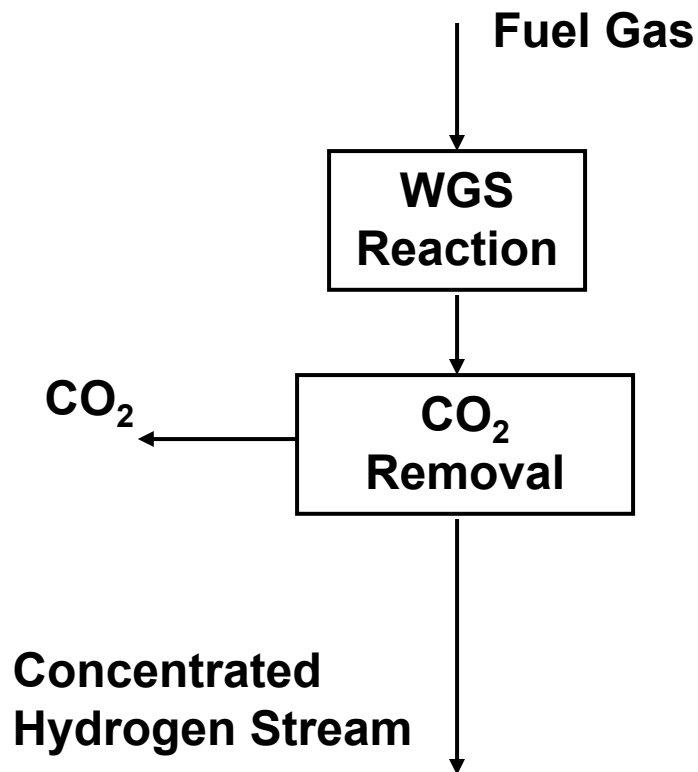 Fuel Gas
WGS
Reaction
CO₂
CO₂
Removal
Concentrated
Hydrogen Stream